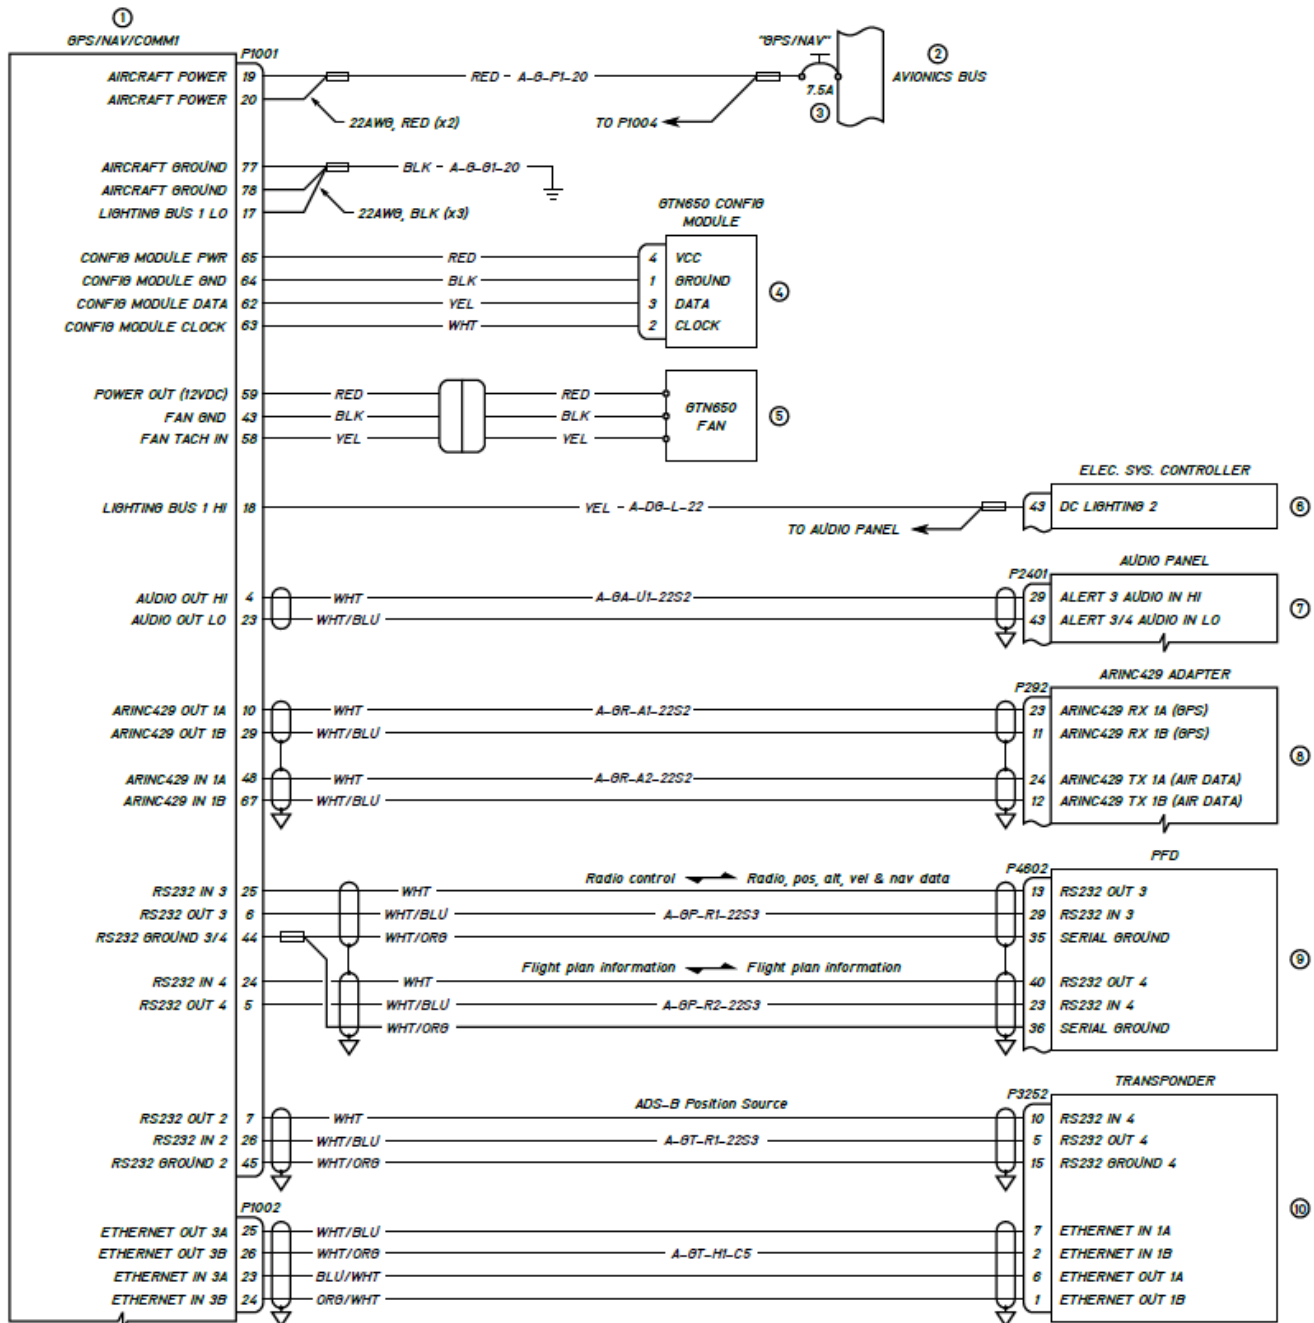 1
GPS/NAV/COMM1
P1001
"GPS/NAV"
2
AIRCRAFT POWER 19 RED - A-G-P1-20 AVIONICS BUS
7.5A
AIRCRAFT POWER 20
3
22AWG, RED (x2) TO P1004
AIRCRAFT GROUND 77 BLK - A-G-G1-20
AIRCRAFT GROUND 78
LIGHTING BUS 1 LO 17 22AWG, BLK (x3)
GTN650 CONFIG
MODULE
CONFIG MODULE PWR 65 RED 4 VCC
CONFIG MODULE GND 64 BLK 1 GROUND
4
CONFIG MODULE DATA 62 YEL 3 DATA
CONFIG MODULE CLOCK 63 WHT 2 CLOCK
POWER OUT (12VDC) 59 RED RED
FAN GND 43 BLK BLK
GTN650
FAN
5
FAN TACH IN 58 YEL YEL
ELEC. SYS. CONTROLLER
LIGHTING BUS 1 HI 18 YEL - A-DG-L-22 43 DC LIGHTING 2
6
TO AUDIO PANEL
AUDIO PANEL
P2401
AUDIO OUT HI 4 WHT A-GA-U1-22S2 29 ALERT 3 AUDIO IN HI
7
AUDIO OUT LO 23 WHT/BLU 43 ALERT 3/4 AUDIO IN LO
ARINC429 ADAPTER
P292
ARINC429 OUT 1A 10 WHT A-GR-A1-22S2 23 ARINC429 RX 1A (GPS)
ARINC429 OUT 1B 29 WHT/BLU 11 ARINC429 RX 1B (GPS)
8
ARINC429 IN 1A 48 WHT A-GR-A2-22S2 24 ARINC429 TX 1A (AIR DATA)
ARINC429 IN 1B 67 WHT/BLU 12 ARINC429 TX 1B (AIR DATA)
PFD
P4602
Radio control Radio, pos, alt, vel & nav data
RS232 IN 3 25 WHT 13 RS232 OUT 3
RS232 OUT 3 6 WHT/BLU A-GP-R1-22S3 29 RS232 IN 3
RS232 GROUND 3/4 44 WHT/ORG 35 SERIAL GROUND
9
Flight plan information Flight plan information
RS232 IN 4 24 WHT 40 RS232 OUT 4
RS232 OUT 4 5 WHT/BLU A-GP-R2-22S3 23 RS232 IN 4
WHT/ORG 36 SERIAL GROUND
TRANSPONDER
P3252
ADS-B Position Source
RS232 OUT 2 7 WHT 10 RS232 IN 4
RS232 IN 2 26 WHT/BLU A-GT-R1-22S3 5 RS232 OUT 4
RS232 GROUND 2 45 WHT/ORG 15 RS232 GROUND 4
10
P1002
ETHERNET OUT 3A 25 WHT/BLU 7 ETHERNET IN 1A
ETHERNET OUT 3B 26 WHT/ORG A-GT-H1-C5 2 ETHERNET IN 1B
ETHERNET IN 3A 23 BLU/WHT 6 ETHERNET OUT 1A
ETHERNET IN 3B 24 ORG/WHT 1 ETHERNET OUT 1B